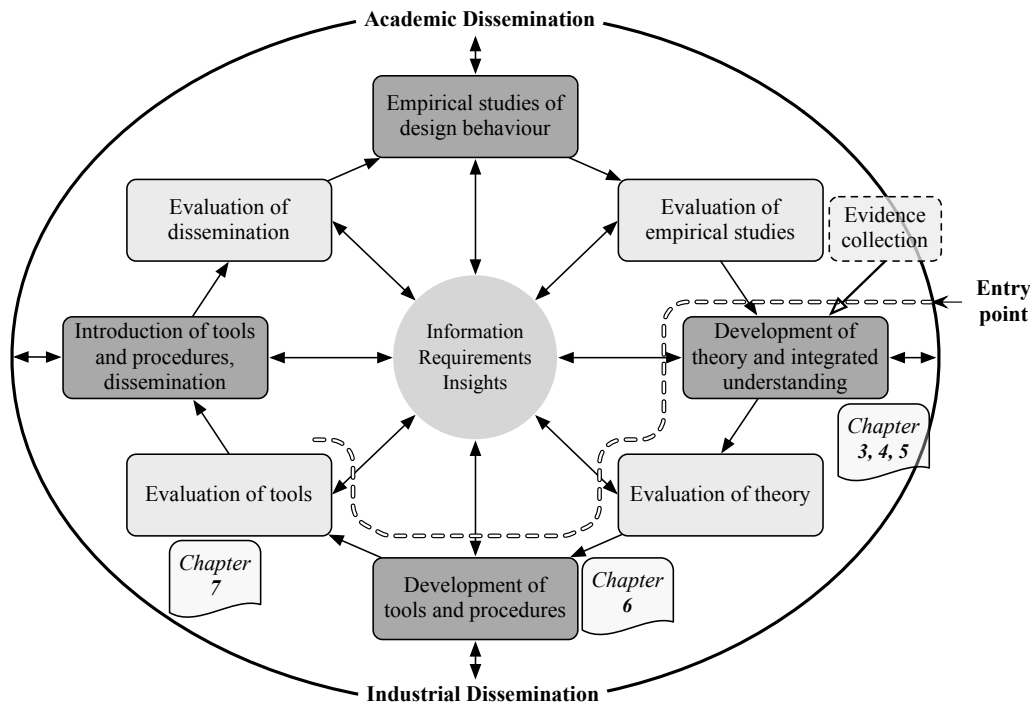 Academic Dissemination
Empirical studies of
design behaviour
Evaluation of
dissemination
Evaluation of
empirical studies
Evidence
collection
Entry
point
Introduction of tools
and procedures,
dissemination
Information
Requirements
Insights
Development of
theory and integrated
understanding
Chapter
3, 4, 5
Evaluation of tools
Evaluation of theory
Chapter
7
Development of
tools and procedures
Chapter
6
Industrial Dissemination